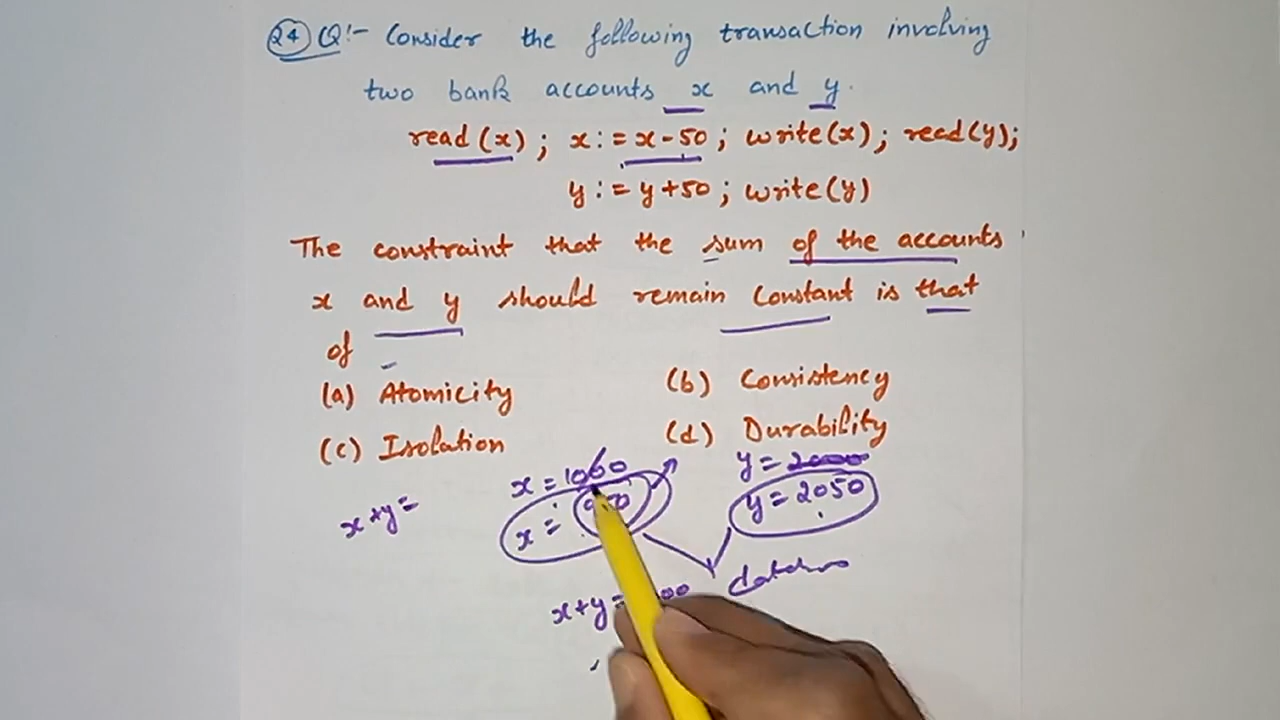 24 Q:- Consider the following transaction involving
two bank accounts x and y.
read(x); x:= x-50; write(x); read(y);
y:= y+50; write(y)
The constraint that the sum of the accounts
x and y should remain constant is that
of
(a) Atomicity (b) Consistency
(c) Isolation (d) Durability
x = 1000 y = 2000
x+y= x = y = 2050
x+y=